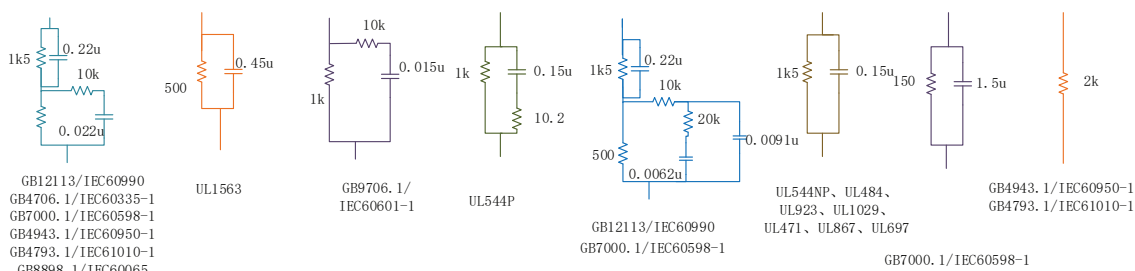 1k5
0.22u
10k
0.022u
GB12113/IEC60990
GB4706.1/IEC60335-1
GB7000.1/IEC60598-1
GB4943.1/IEC60950-1
GB4793.1/IEC61010-1
GB8898.1/IEC60065
500
0.45u
UL1563
10k
0.015u
1k
GB9706.1/
IEC60601-1
1k
0.15u
10.2
UL544P
0.22u
1k5
10k
20k
0.0091u
500
0.0062u
GB12113/IEC60990
GB7000.1/IEC60598-1
1k5
0.15u
UL544NP、UL484、
UL923、UL1029、
UL471、UL867、UL697
150
1.5u
GB7000.1/IEC60598-1
2k
GB4943.1/IEC60950-1
GB4793.1/IEC61010-1